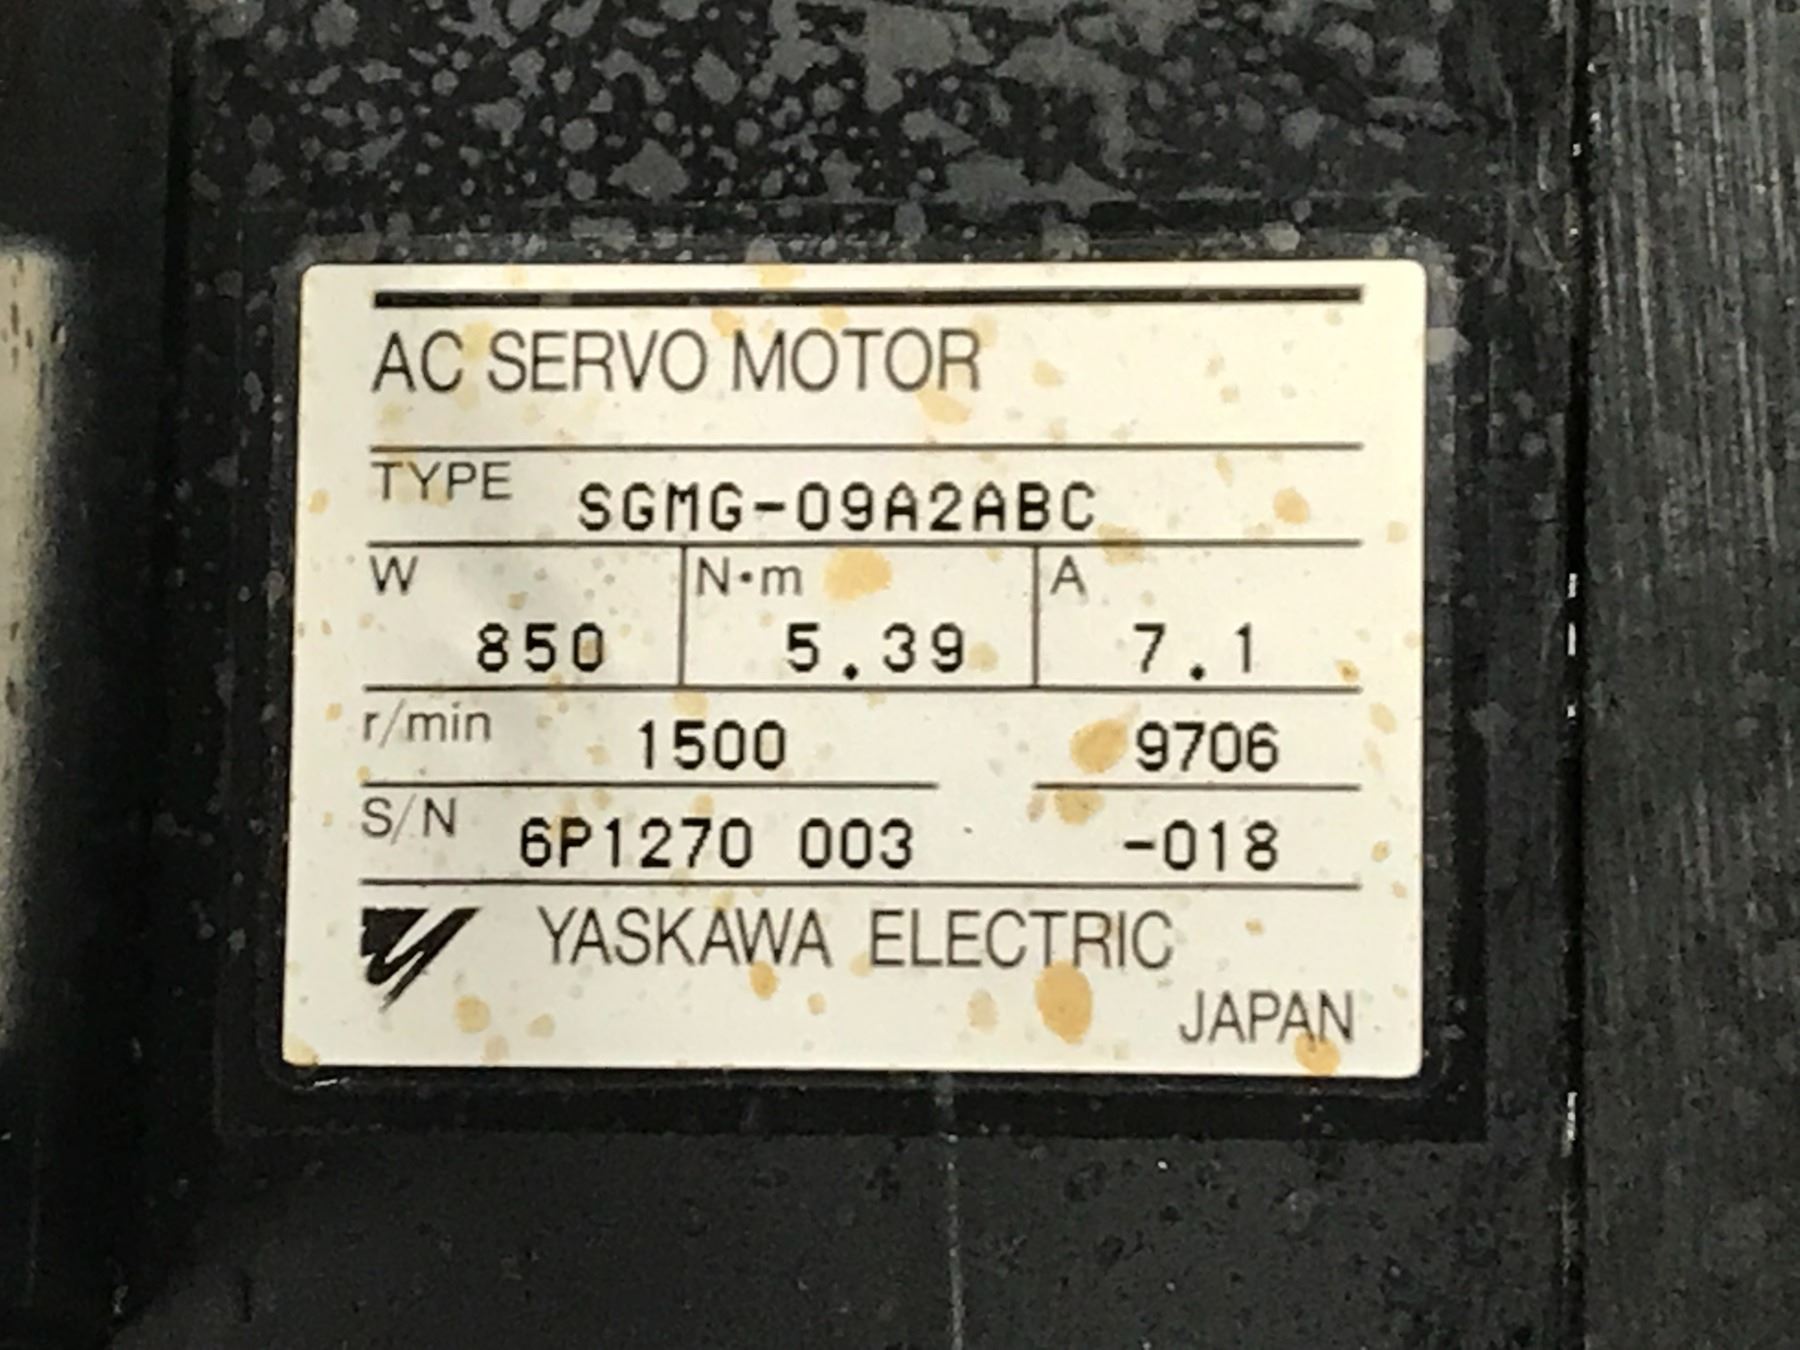 AC SERVO MOTOR
TYPE SGMG-09A2ABC
W N·m A
850 5.39 7.1
r/min 1500 9706
S/N 6P1270 003 -018
YASKAWA ELECTRIC
JAPAN